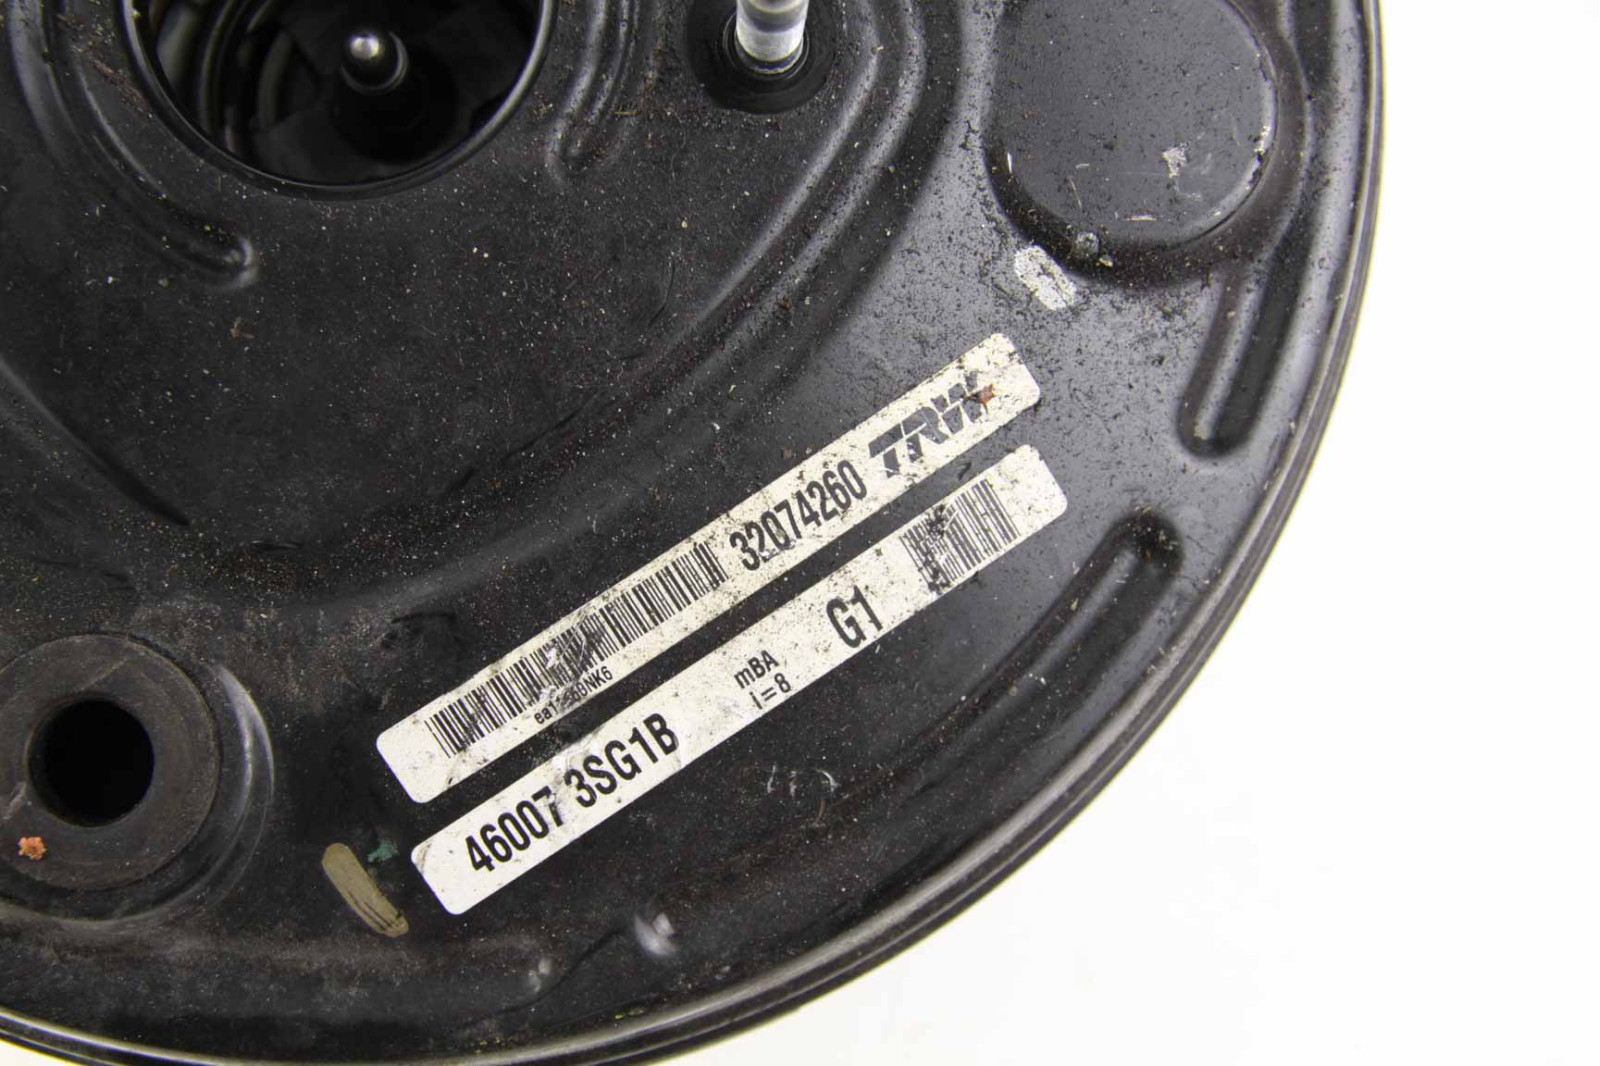 32074260 TRW
46007 3SG1B
mBA
i=8
G1